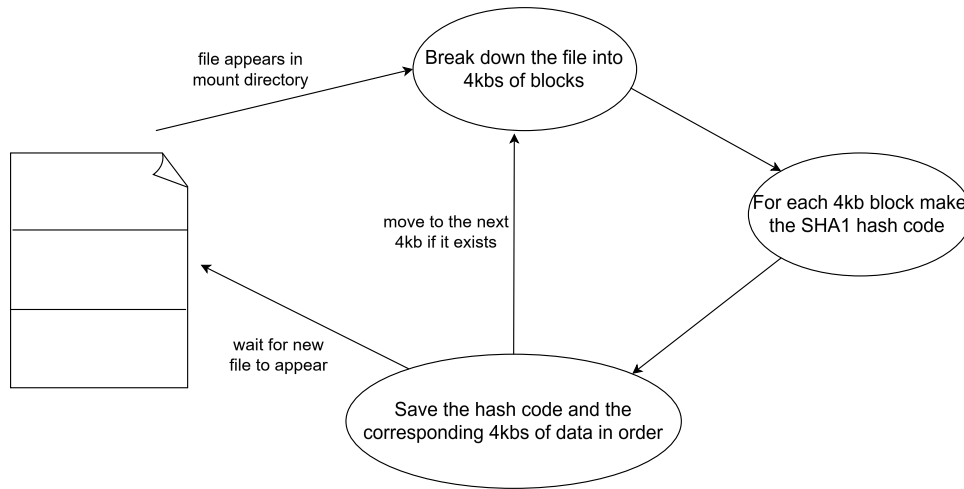 file appears in
mount directory
Break down the file into
4kbs of blocks
For each 4kb block make
the SHA1 hash code
move to the next
4kb if it exists
wait for new
file to appear
Save the hash code and the
corresponding 4kbs of data in order